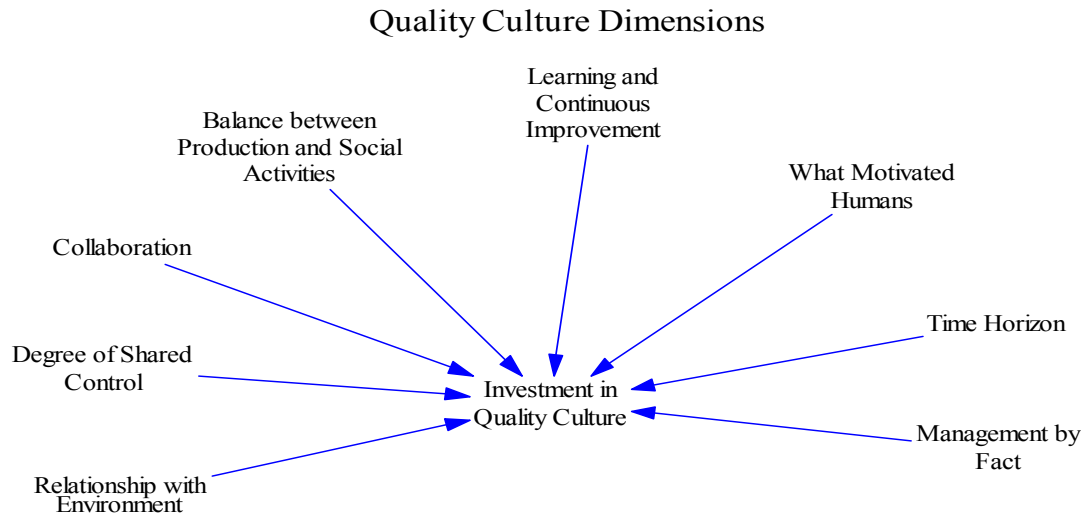 Quality Culture Dimensions
Learning and
Continuous
Improvement
Balance between
Production and Social
Activities
What Motivated
Humans
Collaboration
Time Horizon
Degree of Shared
Control
Investment in
Quality Culture
Management by
Fact
Relationship with
Environment